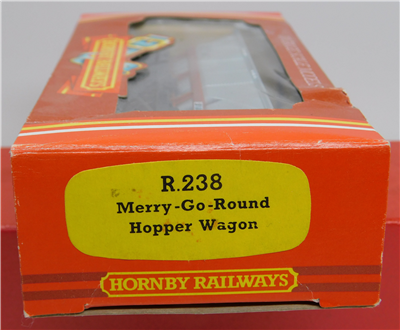 R.238
Merry-Go-Round
Hopper Wagon
HORNBY RAILWAYS